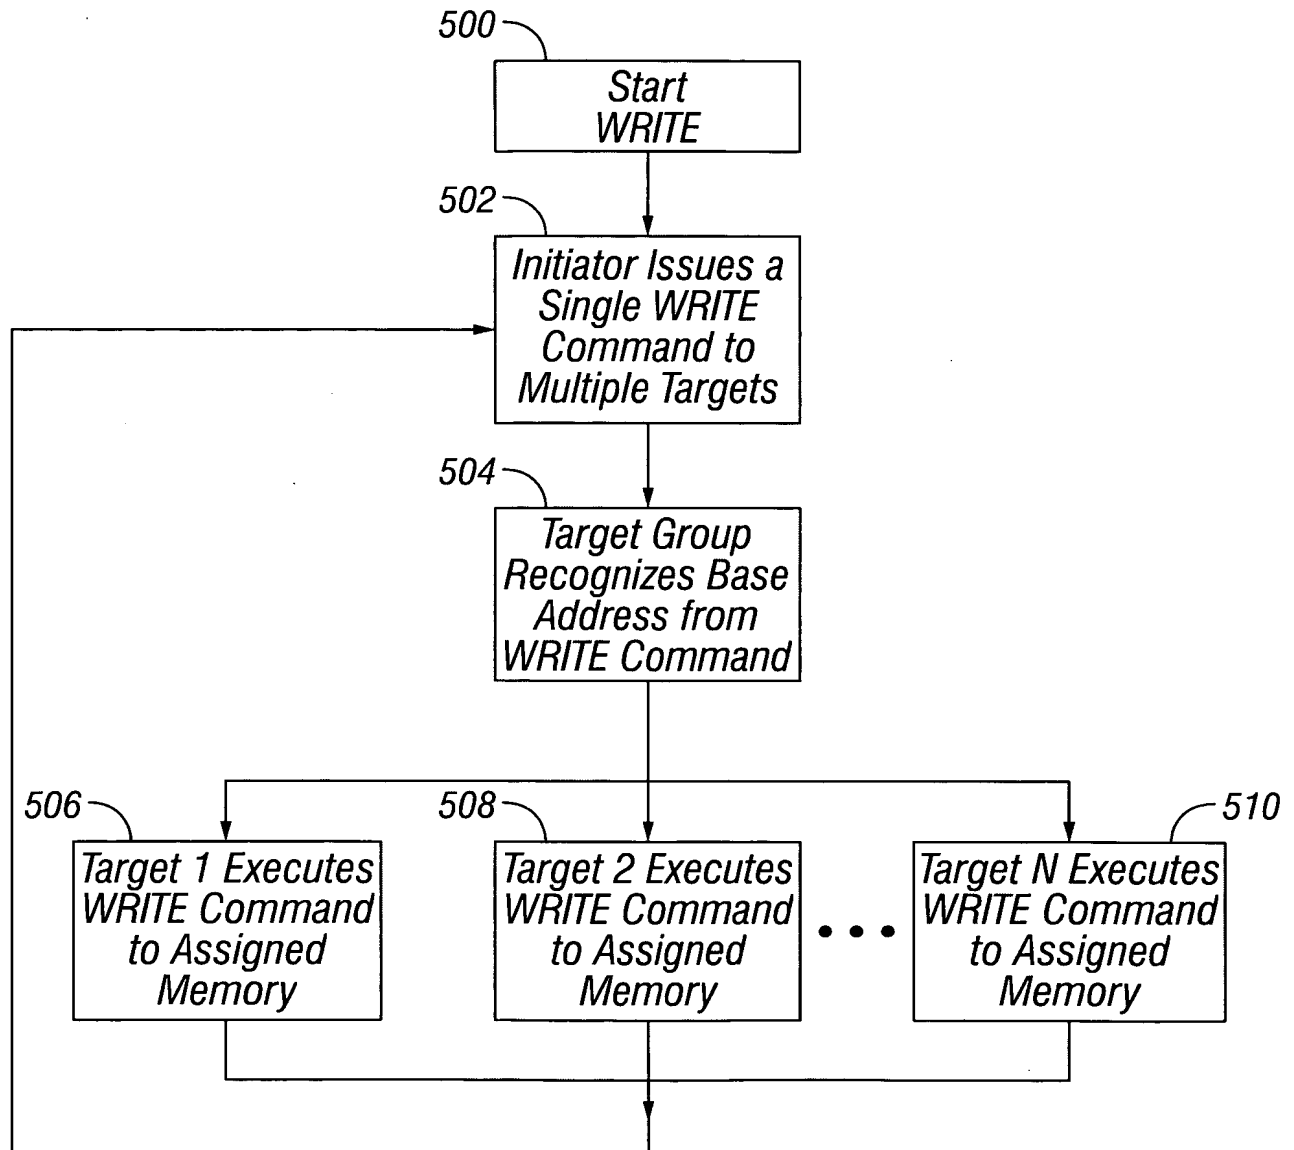 500
Start
WRITE
502
Initiator Issues a
Single WRITE
Command to
Multiple Targets
504
Target Group
Recognizes Base
Address from
WRITE Command
506
Target 1 Executes
WRITE Command
to Assigned
Memory
508
Target 2 Executes
WRITE Command
to Assigned
Memory
510
Target N Executes
WRITE Command
to Assigned
Memory